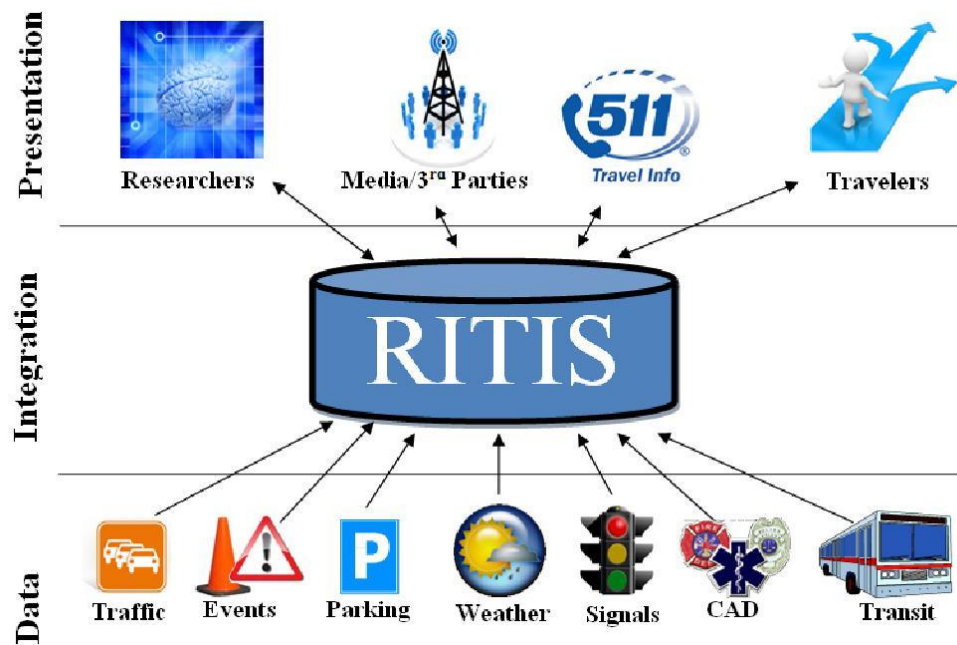 Presentation
Researchers
Media/3rd Parties
511
®
Travel Info
Travelers
Integration
RITIS
Data
Traffic
Events
P
Parking
Weather
Signals
FIRE
CAD
Transit